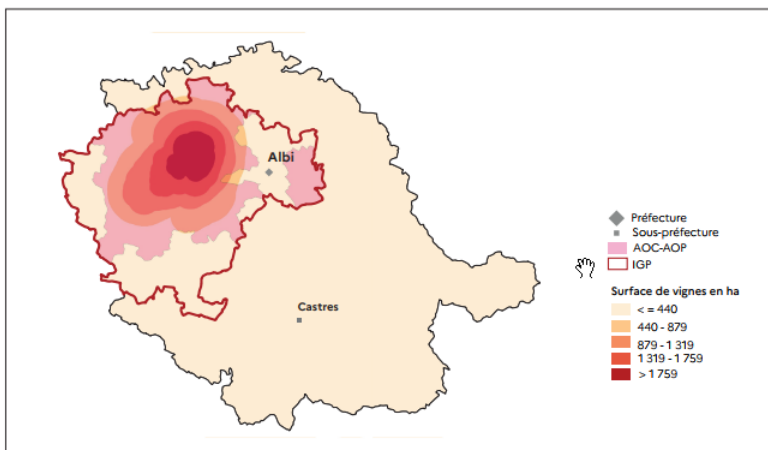 Albi
Castres
Préfecture
Sous-préfecture
AOC-AOP
IGP
Surface de vignes en ha
< = 440
440 - 879
879 - 1 319
1 319 - 1 759
> 1 759